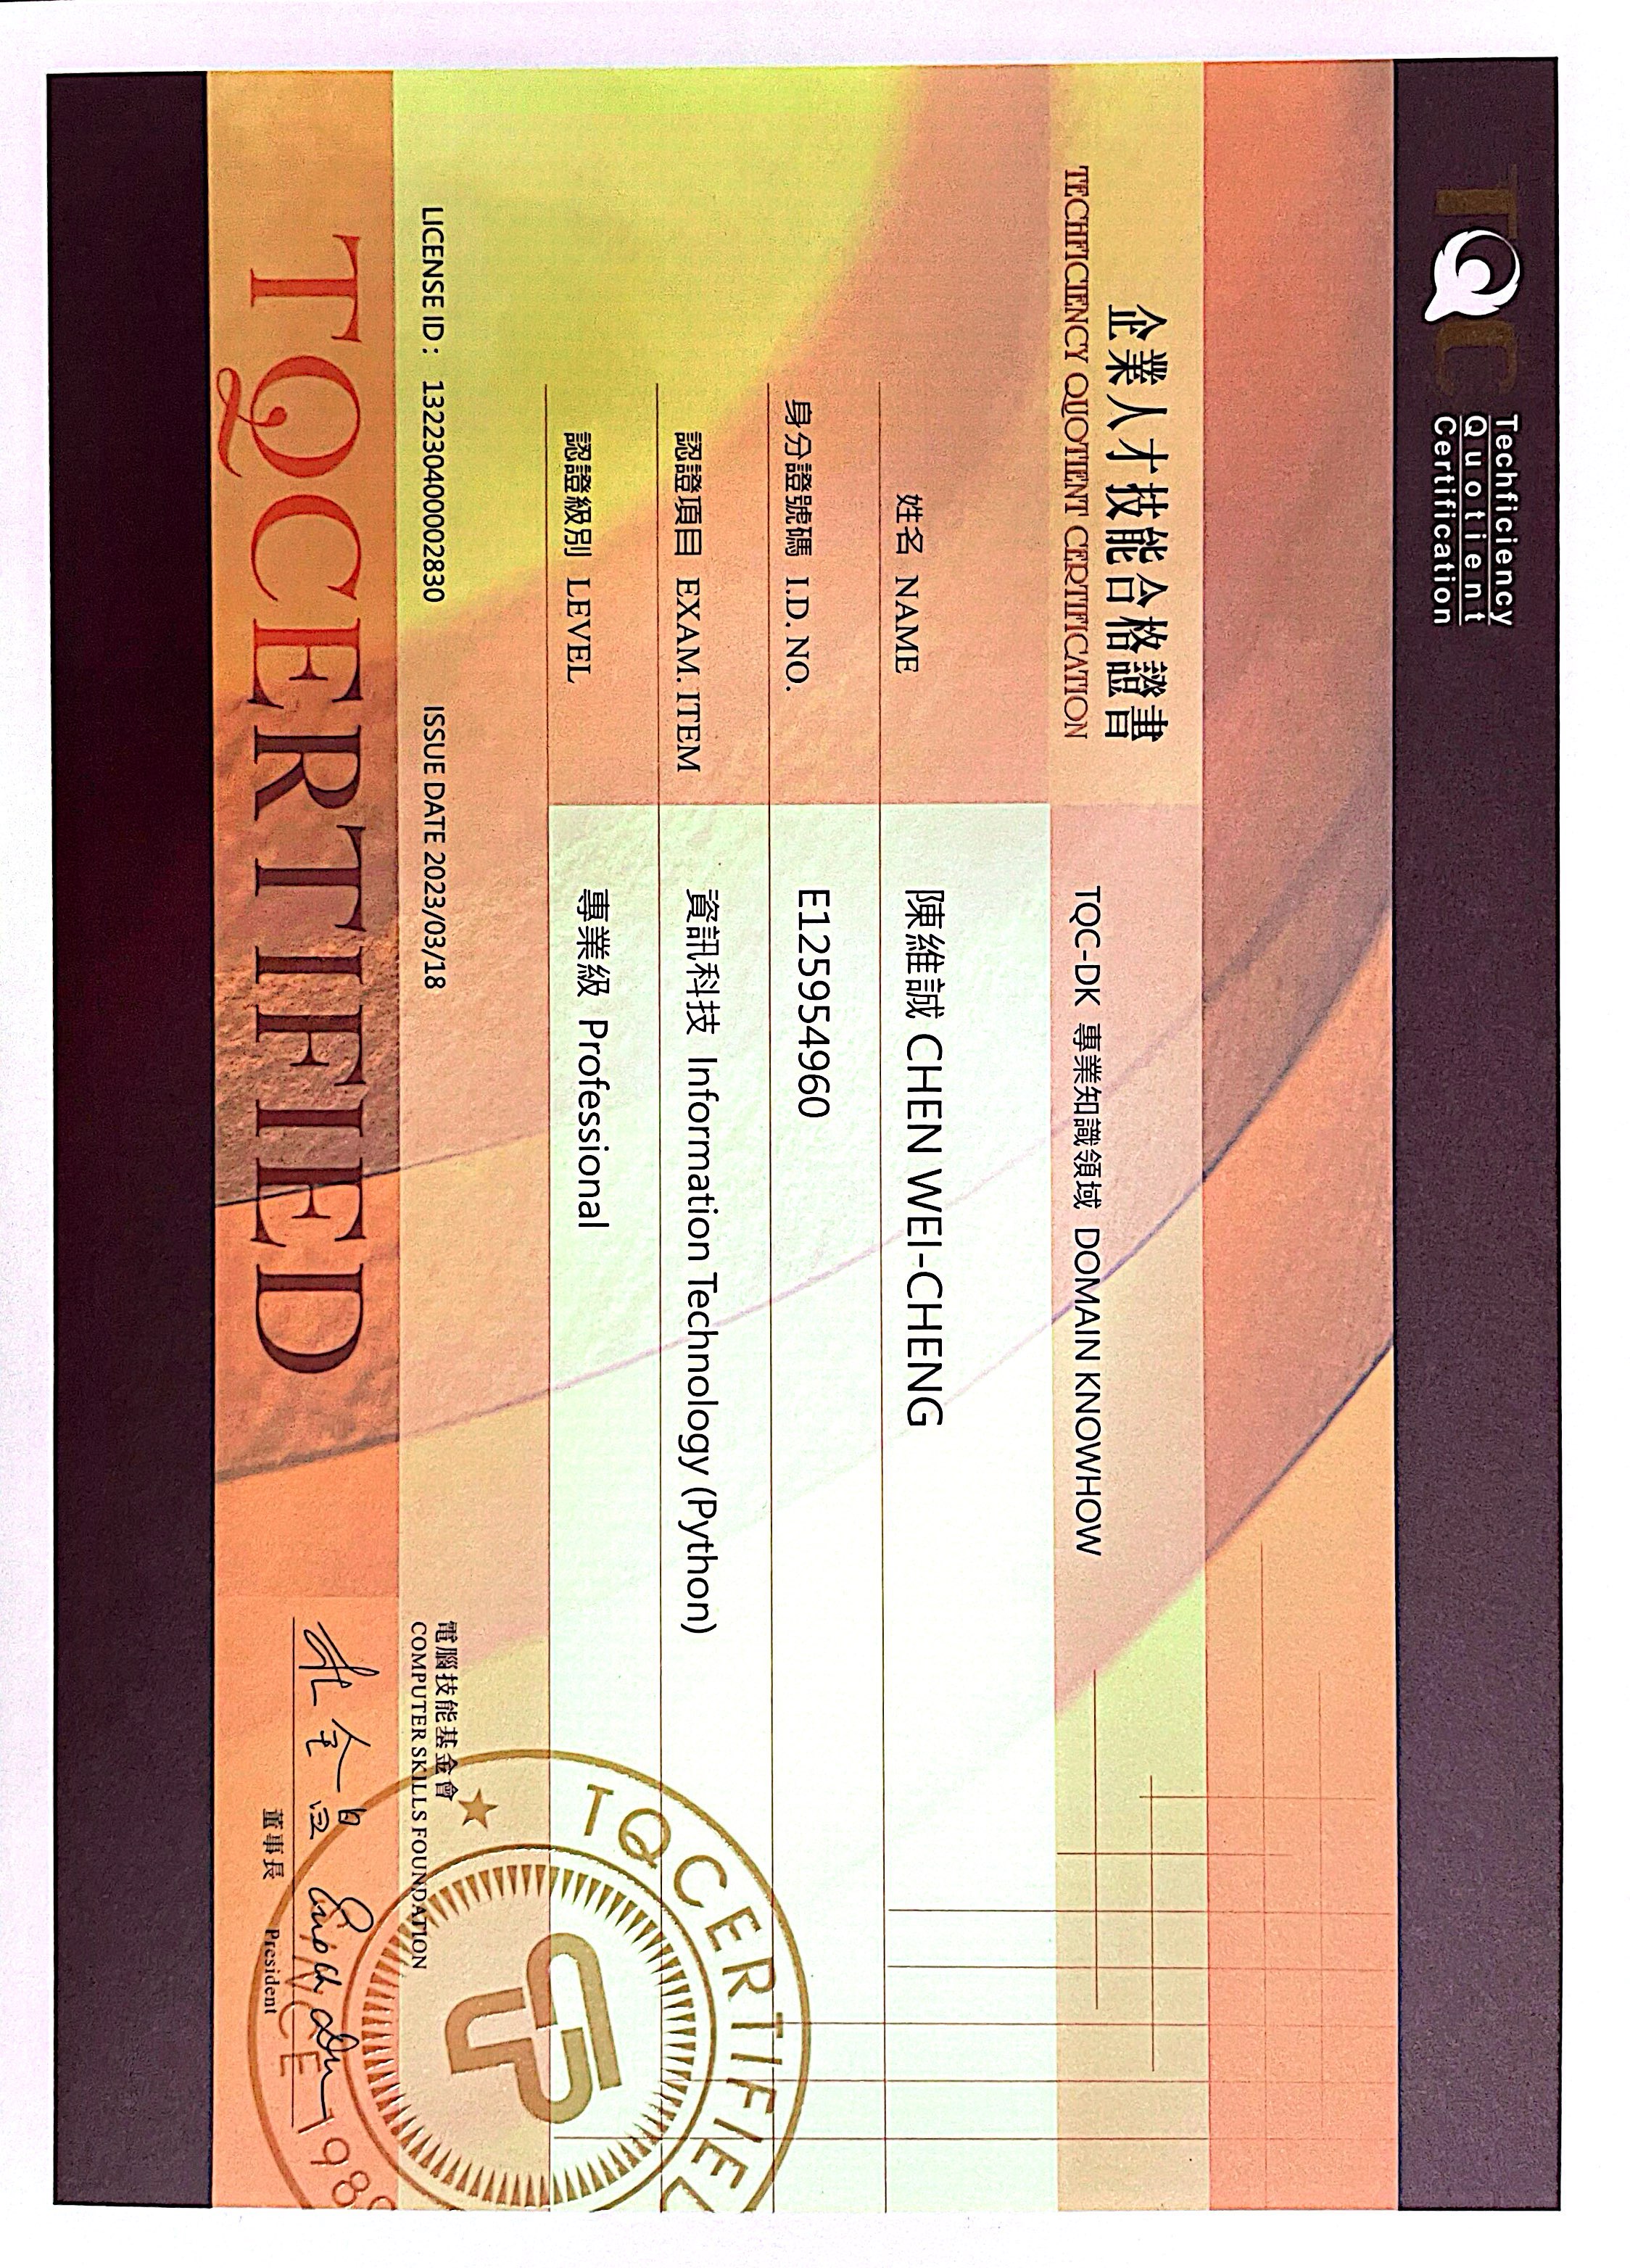 TQC
Techficiency
Quotient
Certification
企業人才技能合格證書
TECHFICIENCY QUOTIENT CERTIFICATION
TQC-DK 專業知識領域 DOMAIN KNOWHOW
姓名 NAME
陳維誠 CHEN WEI-CHENG
身分證號碼 I.D. NO.
E125954960
認證項目 EXAM. ITEM
資訊科技 Information Technology (Python)
認證級別 LEVEL
專業級 Professional
TQCERTIFIED
LICENSE ID : 132230400002830
ISSUE DATE 2023/03/18
電腦技能基金會
COMPUTER SKILLS FOUNDATION
TQCERTIFIED
杜全昌 Enoch Du
SINCE 198
董事長 President